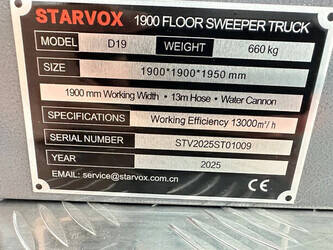 STARVOX 1900 FLOOR SWEEPER TRUCK
MODEL D19 WEIGHT 660 kg
SIZE 1900*1900*1950 mm
1900 mm Working Width • 13m Hose • Water Cannon
SPECIFICATIONS Working Efficiency 13000㎡/h
SERIAL NUMBER STV2025ST01009
YEAR 2025
EMAIL: service@starvox.com.cn CE